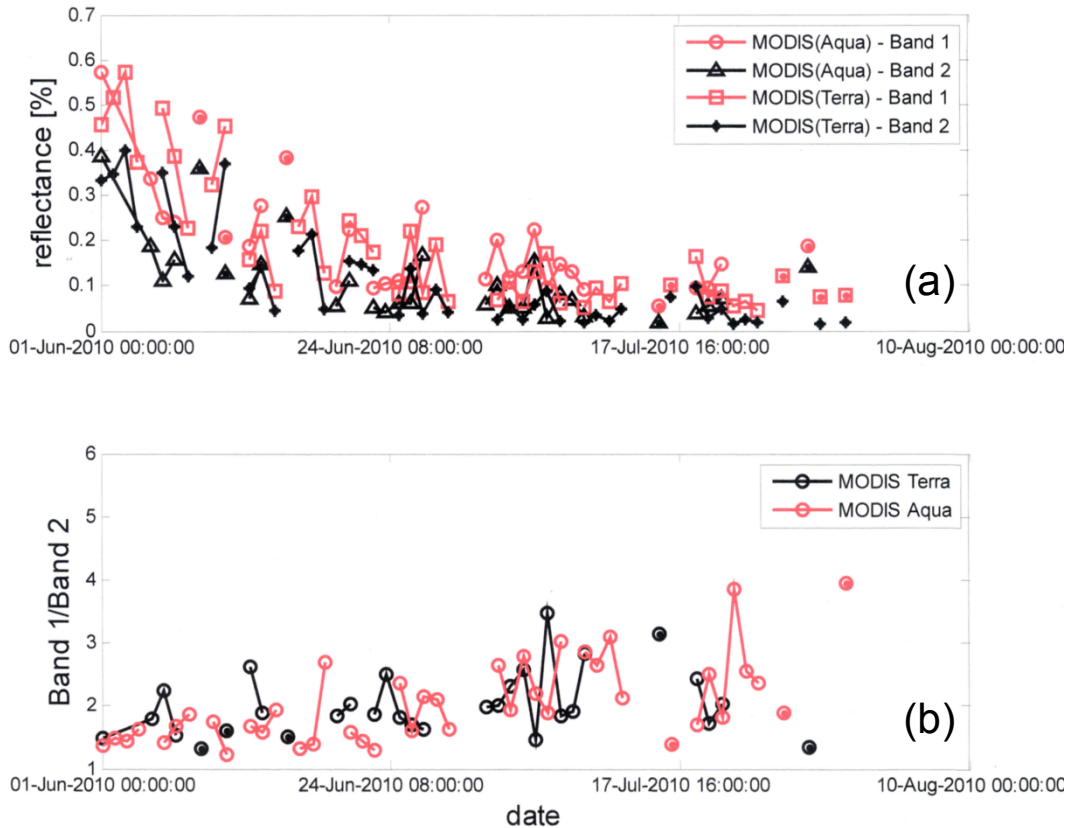 0.7
0.6
0.5
0.4
0.3
0.2
0.1
0
reflectance [%]
MODIS(Aqua) - Band 1
MODIS(Aqua) - Band 2
MODIS(Terra) - Band 1
MODIS(Terra) - Band 2
(a)
01-Jun-2010 00:00:00
24-Jun-2010 08:00:00
17-Jul-2010 16:00:00
10-Aug-2010 00:00:00
6
5
4
3
2
1
Band 1/Band 2
MODIS Terra
MODIS Aqua
(b)
01-Jun-2010 00:00:00
24-Jun-2010 08:00:00
17-Jul-2010 16:00:00
10-Aug-2010 00:00:00
date